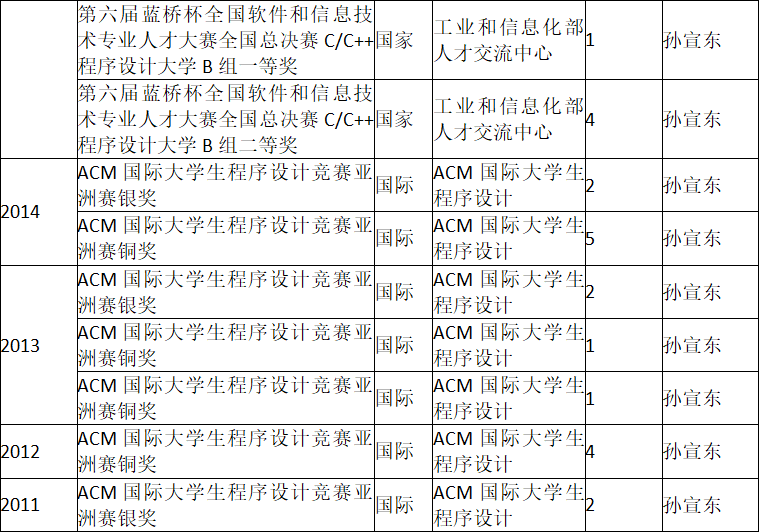 第六届蓝桥杯全国软件和信息技
术专业人才大赛全国总决赛 C/C++
程序设计大学 B 组一等奖
国家
工业和信息化部
人才交流中心
1
孙宣东
第六届蓝桥杯全国软件和信息技
术专业人才大赛全国总决赛 C/C++
程序设计大学 B 组二等奖
国家
工业和信息化部
人才交流中心
4
孙宣东
2014
ACM 国际大学生程序设计竞赛亚
洲赛银奖
国际
ACM 国际大学生
程序设计
2
孙宣东
ACM 国际大学生程序设计竞赛亚
洲赛铜奖
国际
ACM 国际大学生
程序设计
5
孙宣东
2013
ACM 国际大学生程序设计竞赛亚
洲赛银奖
国际
ACM 国际大学生
程序设计
2
孙宣东
ACM 国际大学生程序设计竞赛亚
洲赛铜奖
国际
ACM 国际大学生
程序设计
1
孙宣东
ACM 国际大学生程序设计竞赛亚
洲赛铜奖
国际
ACM 国际大学生
程序设计
1
孙宣东
2012
ACM 国际大学生程序设计竞赛亚
洲赛铜奖
国际
ACM 国际大学生
程序设计
4
孙宣东
2011
ACM 国际大学生程序设计竞赛亚
洲赛银奖
国际
ACM 国际大学生
程序设计
2
孙宣东